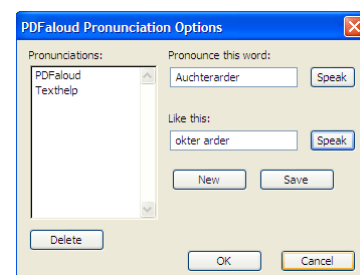 PDFaloud Pronunciation Options
Pronunciations:
PDFaloud
Texthelp
Delete
Pronounce this word:
Auchterarder Speak
Like this:
okter arder Speak
New Save
OK Cancel